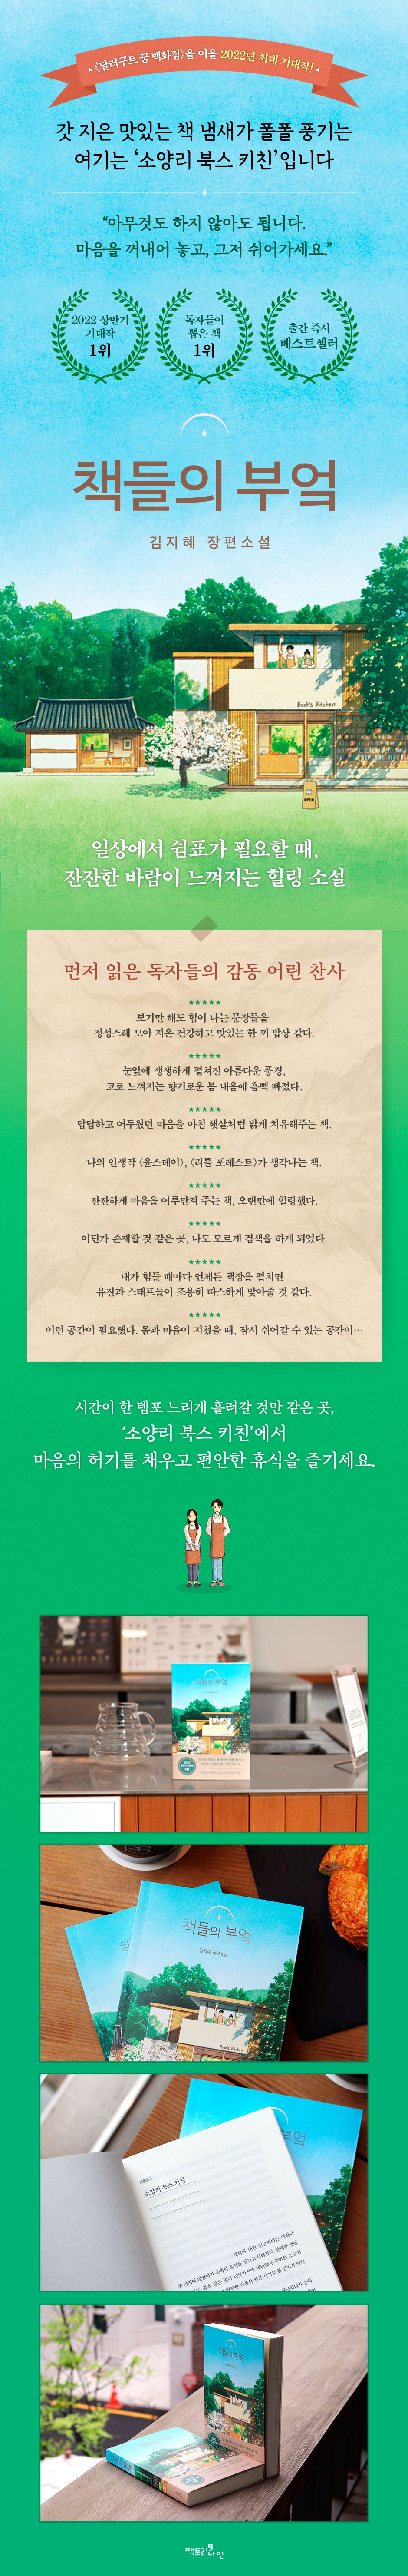 《달러구트 꿈 백화점》을 이을 2022년 최대 기대작!
갓 지은 맛있는 책 냄새가 폴폴 풍기는
여기는 ‘소양리 북스 키친’입니다
“아무것도 하지 않아도 됩니다.
마음을 꺼내어 놓고, 그저 쉬어가세요.”
2022 상반기
기대작
1위
독자들이
뽑은 책
1위
출간 즉시
베스트셀러
책들의 부엌
김지혜 장편소설
Book's Kitchen
OPEN
일상에서 쉼표가 필요할 때,
잔잔한 바람이 느껴지는 힐링 소설
먼저 읽은 독자들의 감동 어린 찬사
★★★★★
보기만 해도 힘이 나는 문장들을
정성스레 모아 지은 건강하고 맛있는 한 끼 밥상 같다.
★★★★★
눈앞에 생생하게 펼쳐진 아름다운 풍경,
코로 느껴지는 향기로운 봄 내음에 흠뻑 빠졌다.
★★★★★
답답하고 어두웠던 마음을 아침 햇살처럼 밝게 치유해주는 책.
★★★★★
나의 인생작 〈윤스테이〉, 〈리틀 포레스트〉가 생각나는 책.
★★★★★
잔잔하게 마음을 어루만져 주는 책, 오랜만에 힐링했다.
★★★★★
어딘가 존재할 것 같은 곳, 나도 모르게 검색을 하게 되었다.
★★★★★
내가 힘들 때마다 언제든 책장을 펼치면
유진과 스태프들이 조용히 따스하게 맞아줄 것 같다.
★★★★★
이런 공간이 필요했다. 몸과 마음이 지쳤을 때, 잠시 쉬어갈 수 있는 공간이…
시간이 한 템포 느리게 흘러갈 것만 같은 곳,
‘소양리 북스 키친’에서
마음의 허기를 채우고 편안한 휴식을 즐기세요.
책들의 부엌
책들의 부엌
김지혜 장편소설
Book's Kitchen
부엌
프롤로그
소양리 북스 키친
책들의 부엌
책들의 부엌
팩토리나인